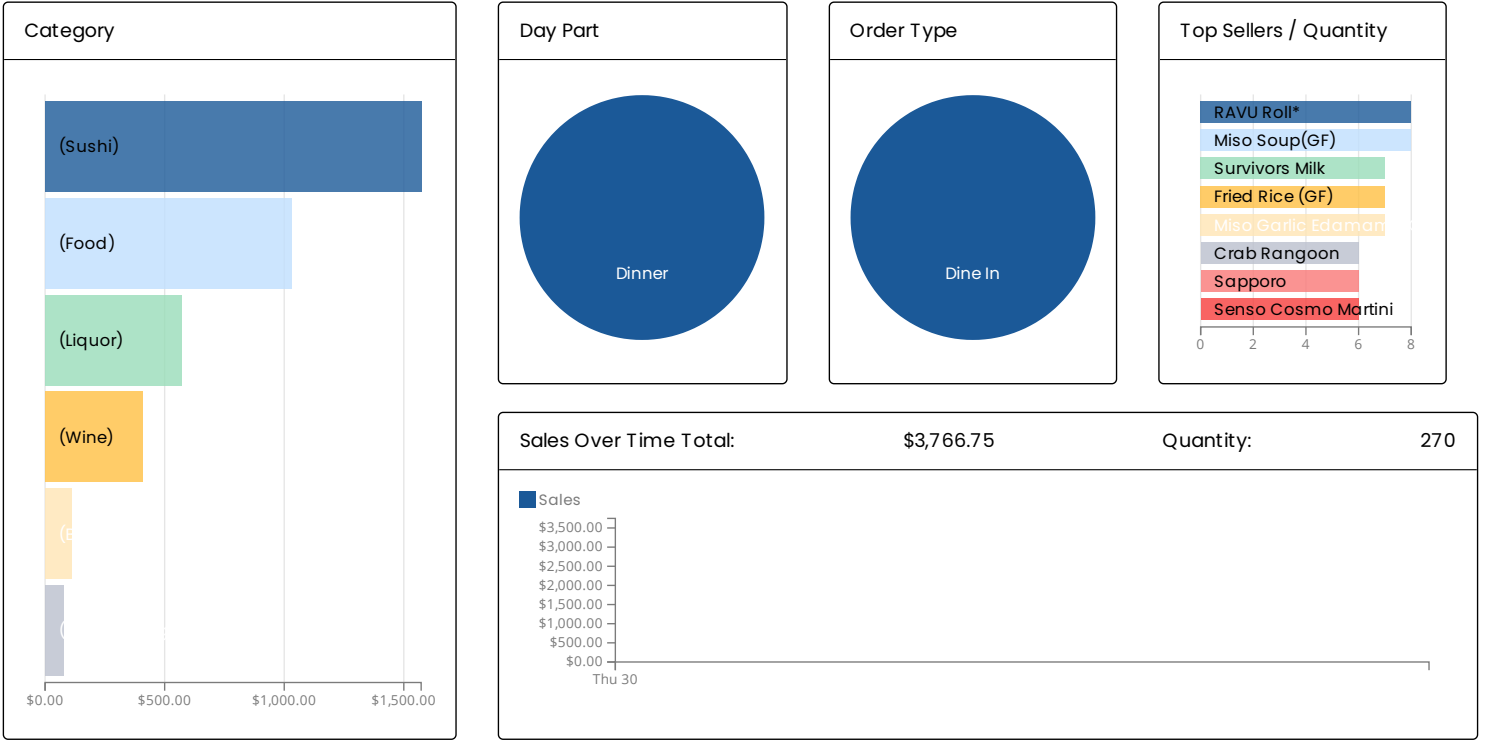 Category
(Sushi)
(Food)
(Liquor)
(Wine)
$0.00 $500.00 $1,000.00 $1,500.00
Day Part
Dinner
Order Type
Dine In
Top Sellers / Quantity
RAVU Roll*
Miso Soup(GF)
Survivors Milk
Fried Rice (GF)
Miso Garlic
Crab Rangoon
Sapporo
Senso Cosmo Martini
0 2 4 6 8
Sales Over Time Total: $3,766.75 Quantity: 270
Sales
$3,500.00
$3,000.00
$2,500.00
$2,000.00
$1,500.00
$1,000.00
$500.00
$0.00
Thu 30